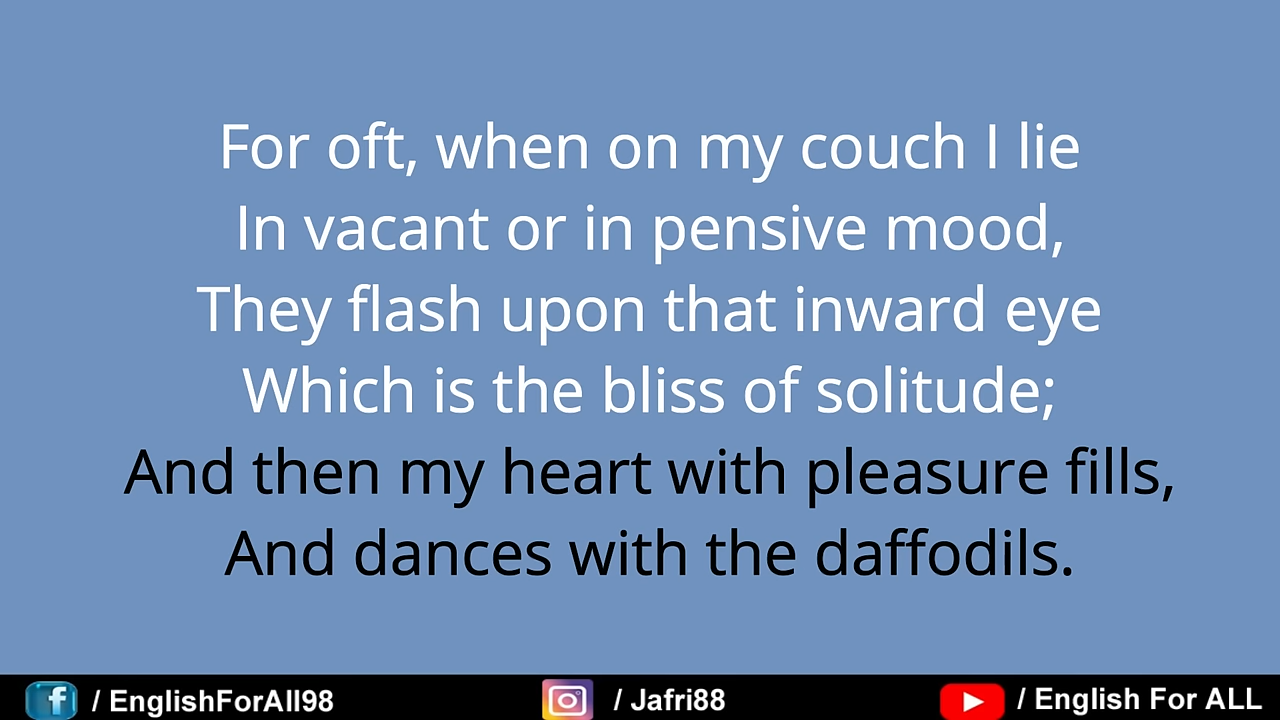 For oft, when on my couch I lie
In vacant or in pensive mood,
They flash upon that inward eye
Which is the bliss of solitude;
And then my heart with pleasure fills,
And dances with the daffodils.
/ EnglishForAll98
/ Jafri88
/ English For ALL